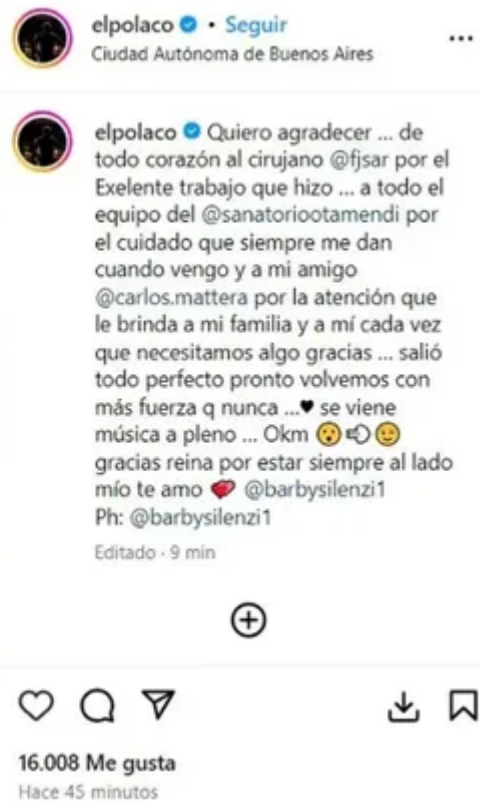 elpolaco • Seguir
Ciudad Autónoma de Buenos Aires
elpolaco Quiero agradecer ... de
todo corazón al cirujano @fjsar por el
Exelente trabajo que hizo ... a todo el
equipo del @sanatoriootamendi por
el cuidado que siempre me dan
cuando vengo y a mi amigo
@carlos.mattera por la atención que
le brinda a mi familia y a mí cada vez
que necesitamos algo gracias ... salió
todo perfecto pronto volvemos con
más fuerza q nunca ...♥ se viene
música a pleno ... Okm 😮💨😉
gracias reina por estar siempre al lado
mío te amo 💕 @barbysilenzi1
Ph: @barbysilenzi1
Editado · 9 min
16.008 Me gusta
Hace 45 minutos